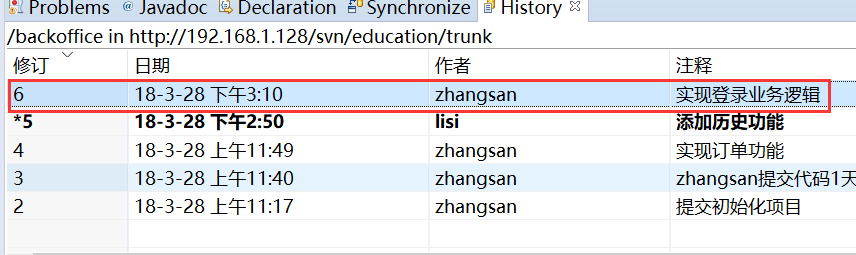 Problems @ Javadoc Declaration Synchronize History
/backoffice in http://192.168.1.128/svn/education/trunk
修订 日期 作者 注释
6 18-3-28 下午3:10 zhangsan 实现登录业务逻辑
*5 18-3-28 下午2:50 lisi 添加历史功能
4 18-3-28 上午11:49 zhangsan 实现订单功能
3 18-3-28 上午11:40 zhangsan zhangsan提交代码1天
2 18-3-28 上午11:17 zhangsan 提交初始化项目